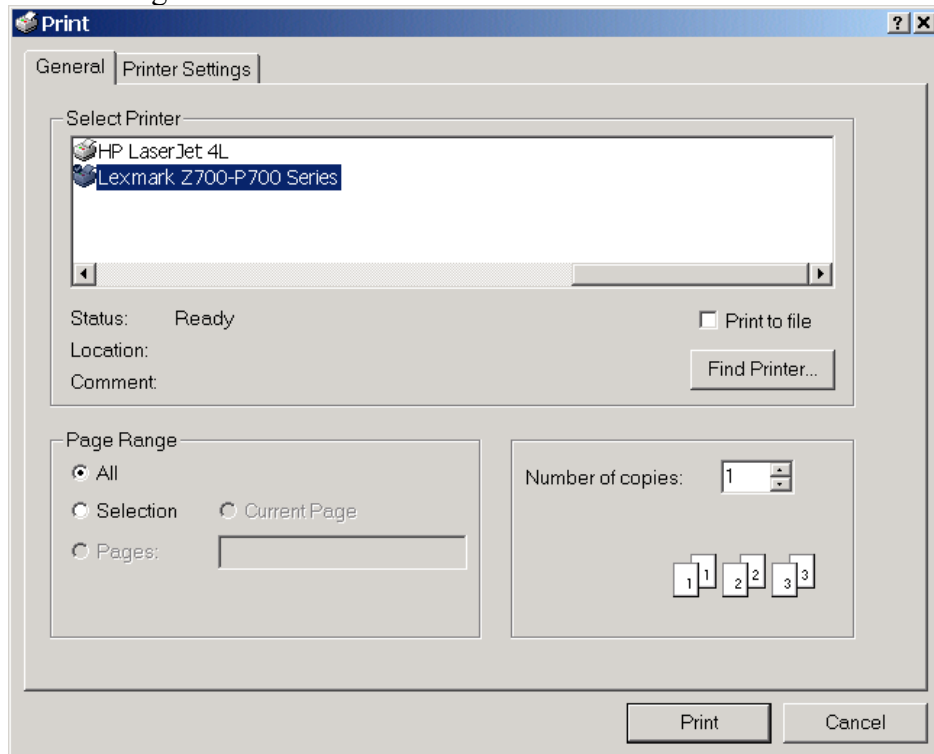 Print
General Printer Settings
Select Printer
HP LaserJet 4L
Lexmark Z700-P700 Series
Status: Ready
Print to file
Location:
Find Printer...
Comment:
Page Range
All
Number of copies: 1
Selection Current Page
Pages:
1 1 2 2 3 3
Print Cancel